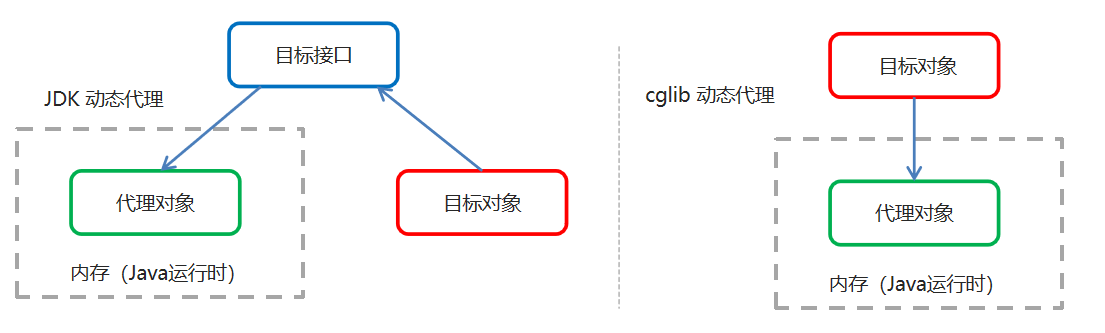 目标接口
JDK 动态代理
代理对象
目标对象
内存（Java运行时）
目标对象
cglib 动态代理
代理对象
内存（Java运行时）